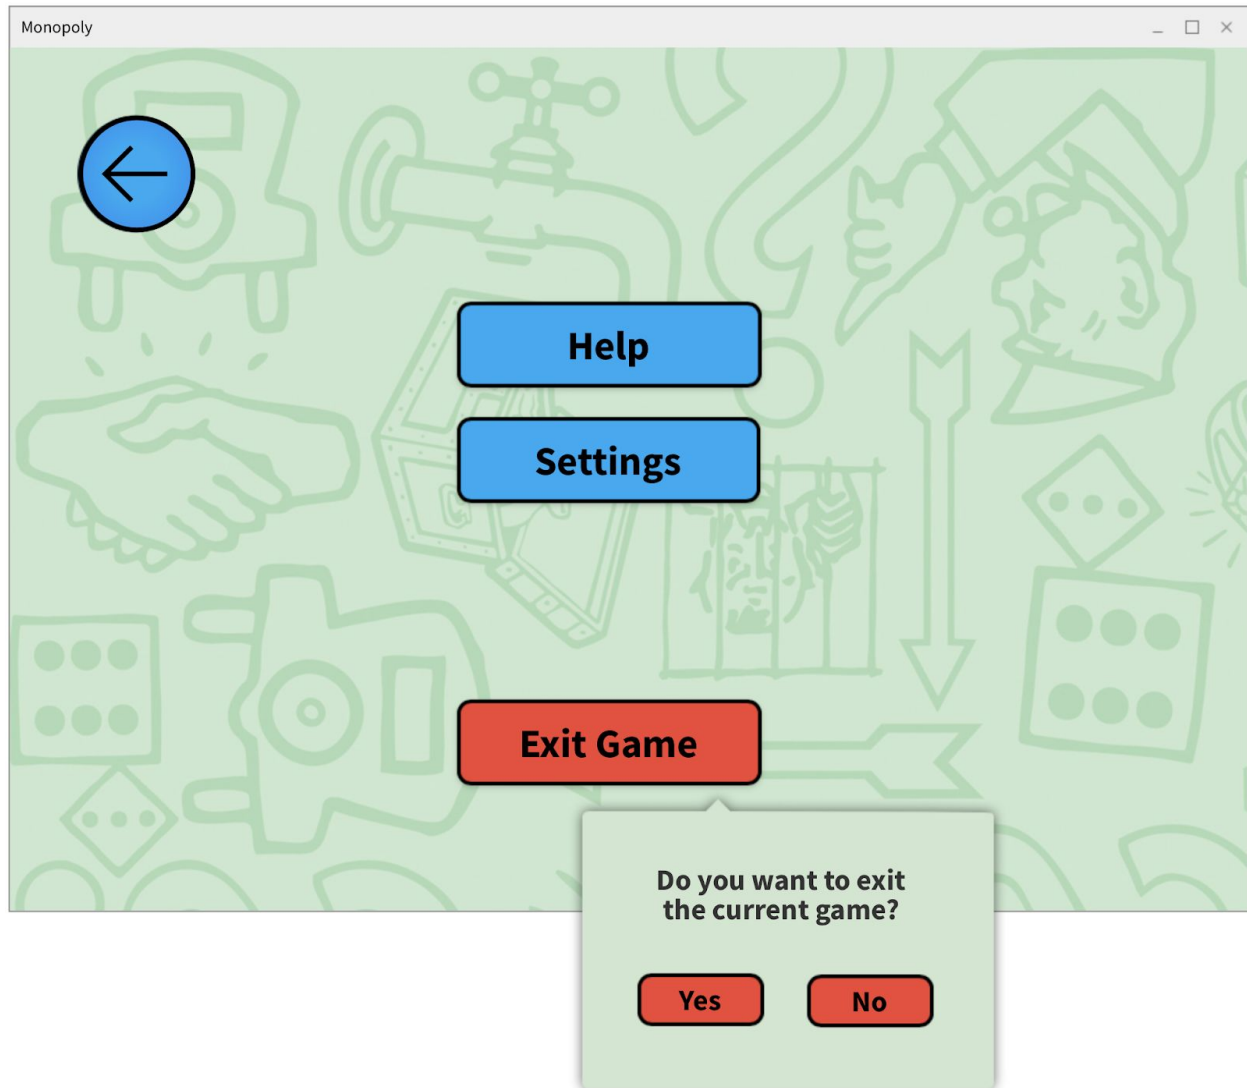 Monopoly
Help
Settings
Exit Game
Do you want to exit
the current game?
Yes
No